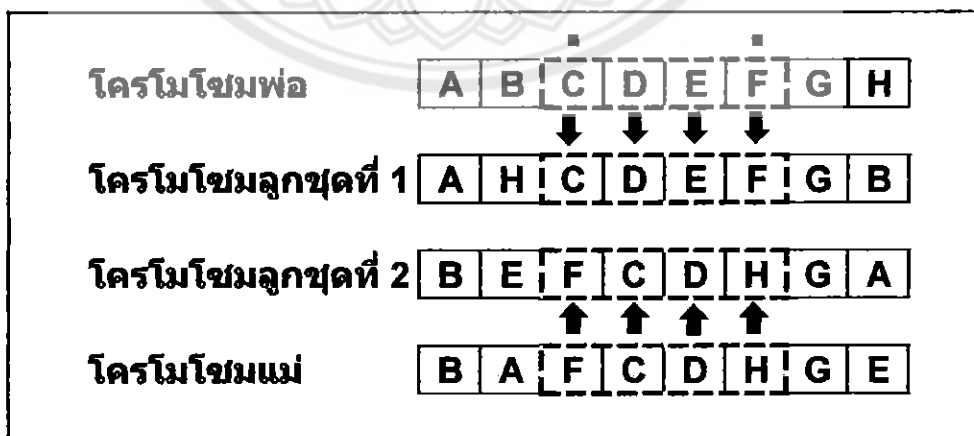 โครโมโซมพ่อ A B C D E F G H
โครโมโซมลูกชุดที่ 1 A H C D E F G B
โครโมโซมลูกชุดที่ 2 B E F C D H G A
โครโมโซมแม่ B A F C D H G E